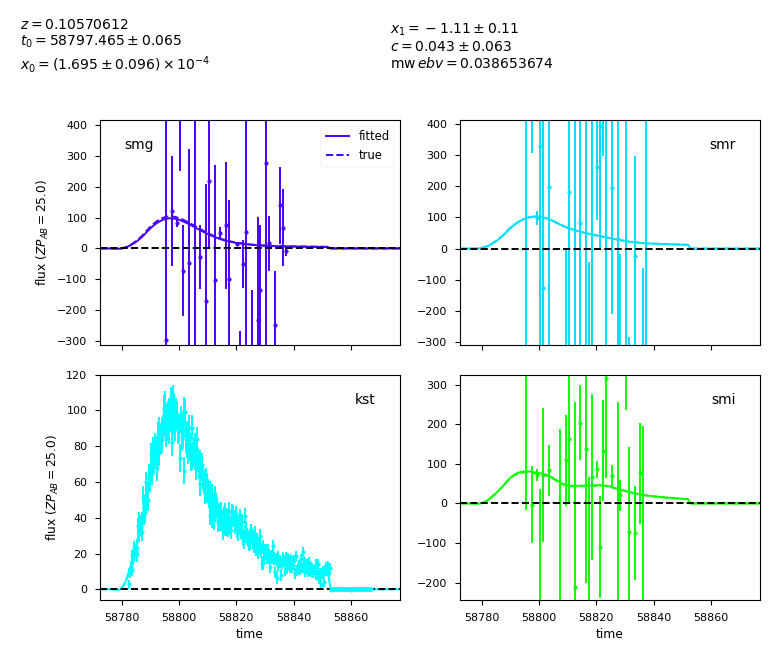 z = 0.10570612
t₀ = 58797.465 ± 0.065
x₀ = (1.695 ± 0.096) × 10⁻⁴
x₁ = −1.11 ± 0.11
c = 0.043 ± 0.063
mw ebv = 0.038653674
smg
fitted
true
400
300
200
100
0
−100
−200
−300
flux (ZP_AB = 25.0)
smr
400
300
200
100
0
−100
−200
−300
kst
120
100
80
60
40
20
0
flux (ZP_AB = 25.0)
58780 58800 58820 58840 58860
time
smi
300
200
100
0
−100
−200
58780 58800 58820 58840 58860
time